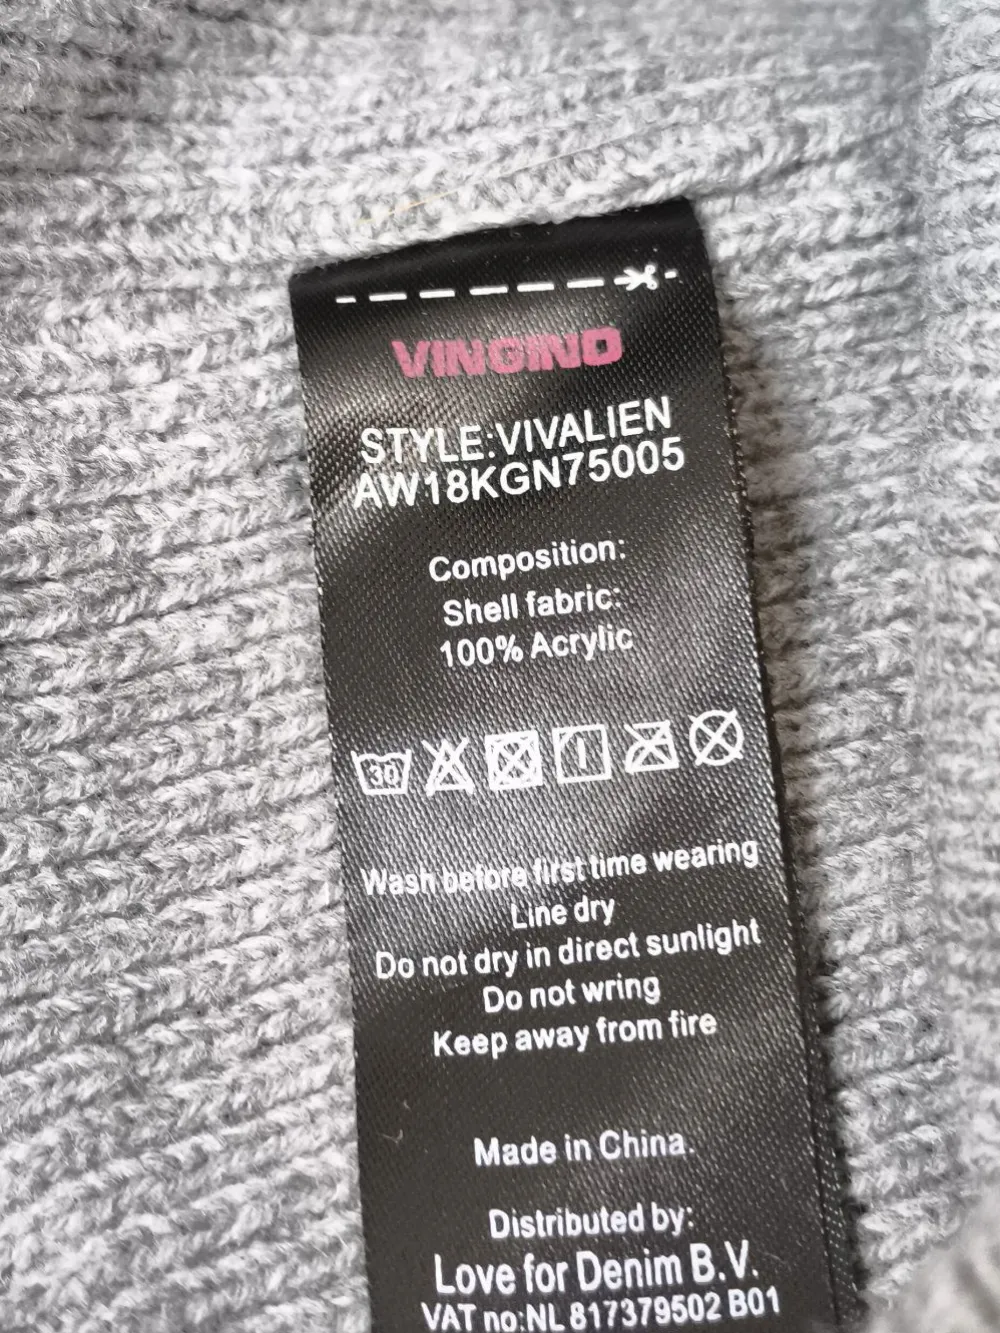 VINGINO
STYLE:VIVALIEN
AW18KGN75005
Composition:
Shell fabric:
100% Acrylic
30
Wash before first time wearing
Line dry
Do not dry in direct sunlight
Do not wring
Keep away from fire
Made in China.
Distributed by:
Love for Denim B.V.
VAT no:NL 817379502 B01